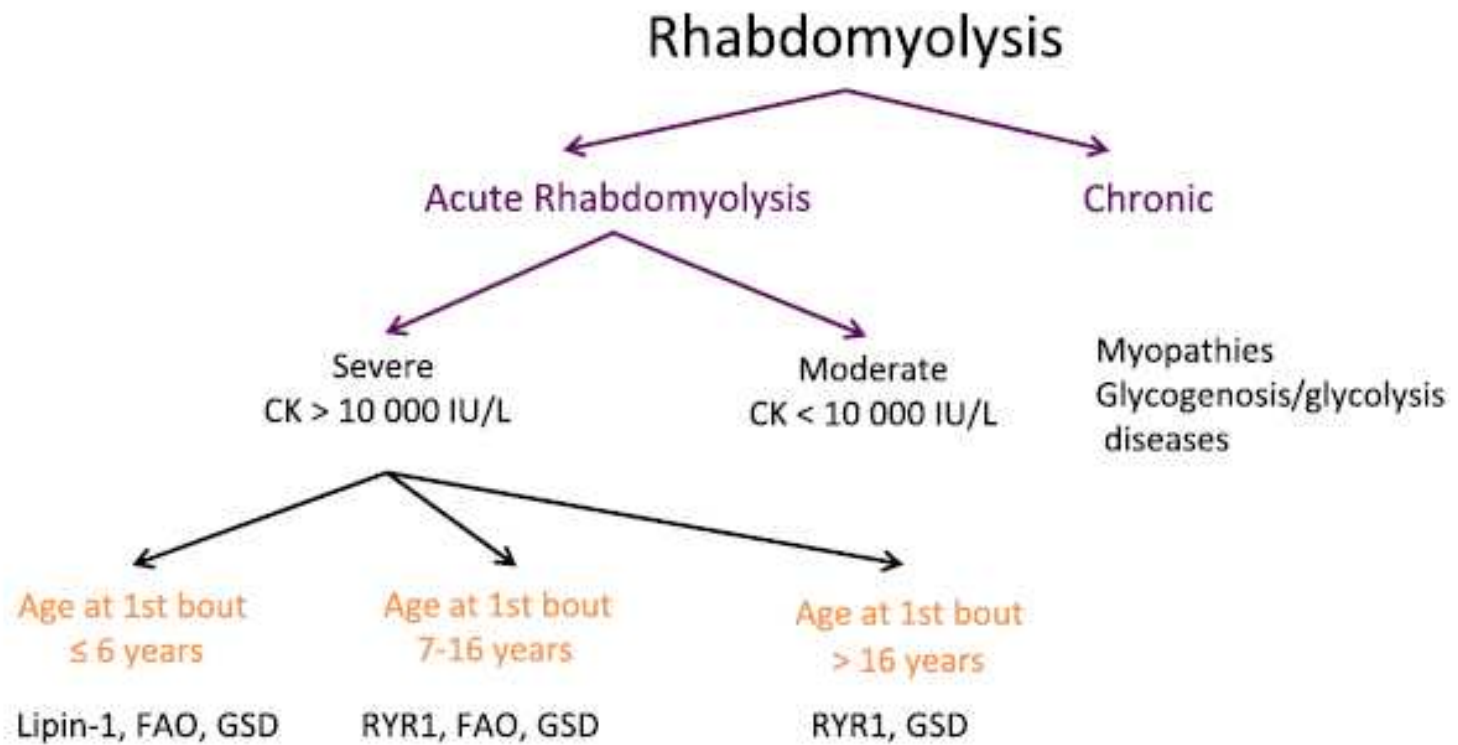 Rhabdomyolysis
Acute Rhabdomyolysis
Chronic
Severe
CK > 10 000 IU/L
Moderate
CK < 10 000 IU/L
Myopathies
Glycogenosis/glycolysis
diseases
Age at 1st bout
≤ 6 years
Lipin-1, FAO, GSD
Age at 1st bout
7-16 years
RYR1, FAO, GSD
Age at 1st bout
> 16 years
RYR1, GSD